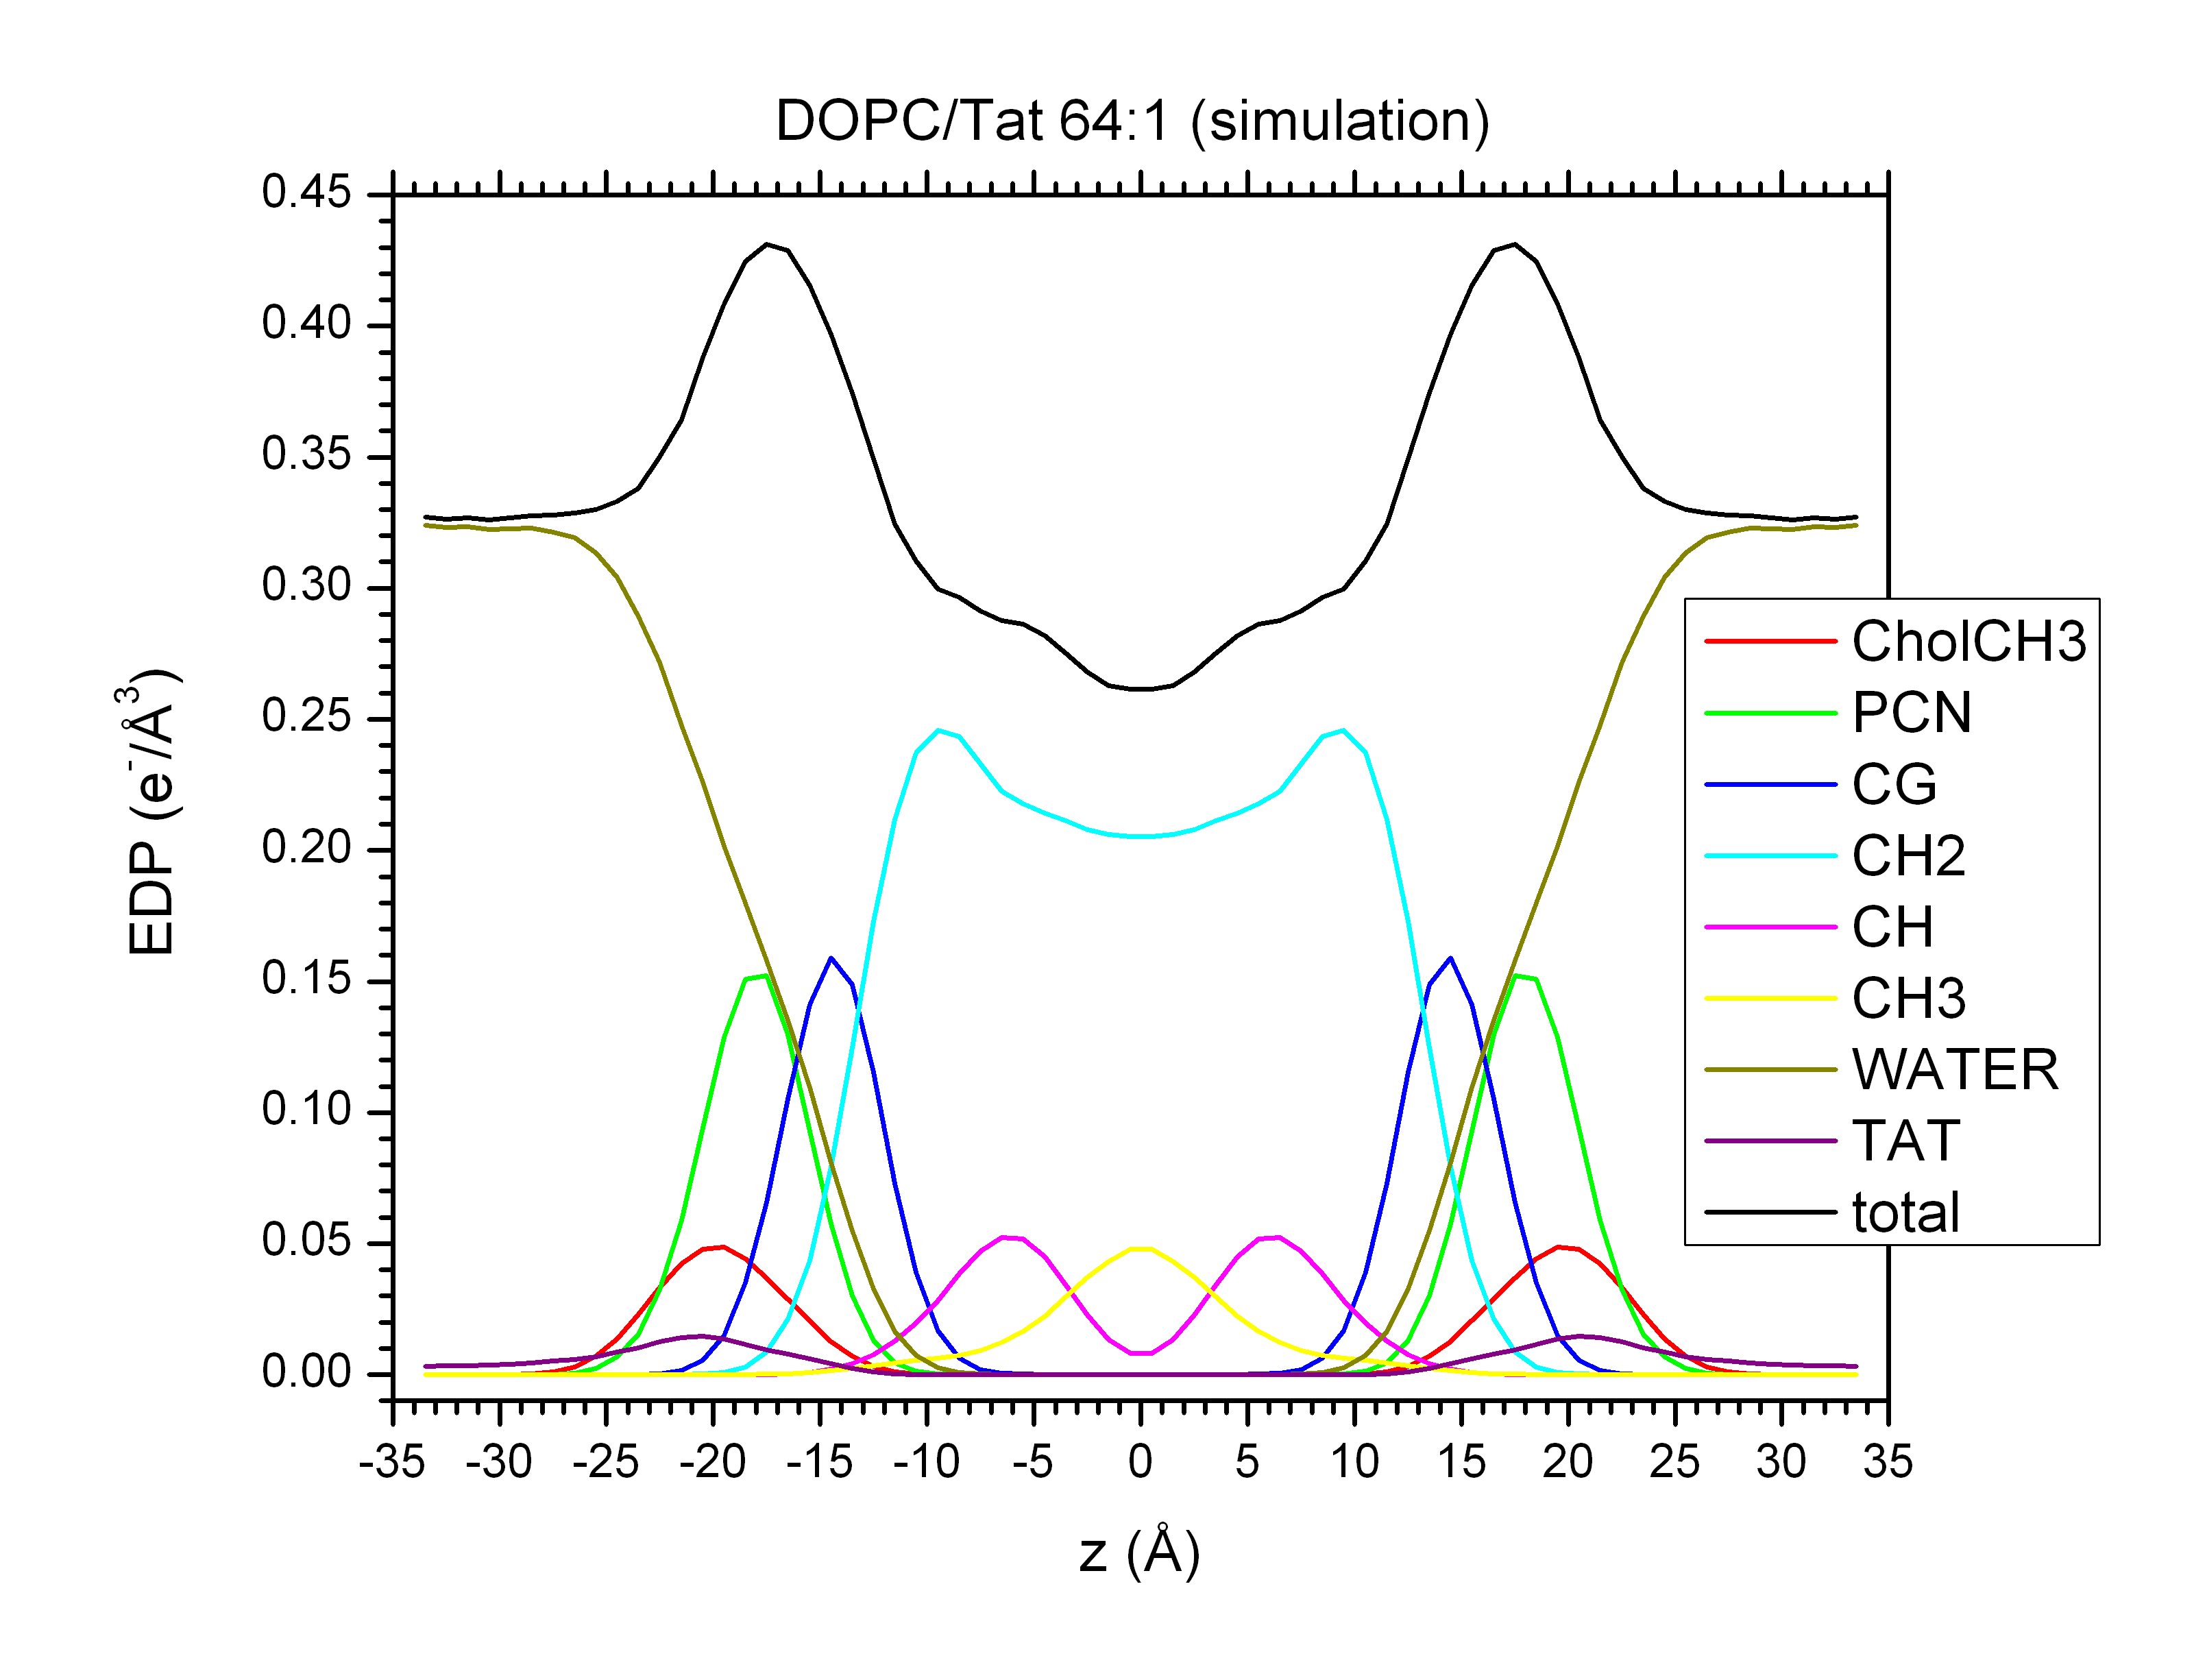 DOPC/Tat 64:1 (simulation)
0.45
0.40
0.35
0.30
0.25
0.20
0.15
0.10
0.05
0.00
EDP (e⁻/Å³)
-35 -30 -25 -20 -15 -10 -5 0 5 10 15 20 25 30 35
z (Å)
CholCH3
PCN
CG
CH2
CH
CH3
WATER
TAT
total